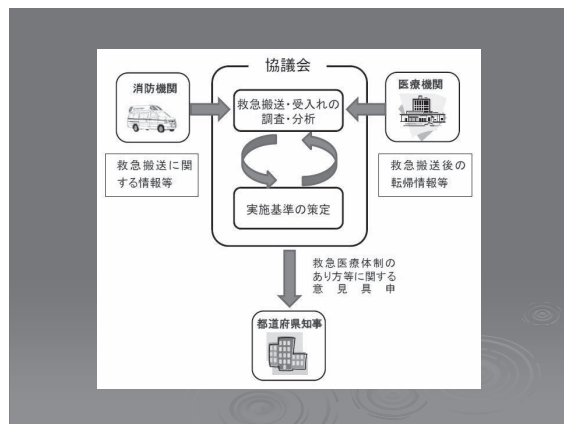 協議会
消防機関
医療機関
救急搬送・受入れの
調査・分析
救急搬送に関
する情報等
救急搬送後の
転帰情報等
実施基準の策定
救急医療体制の
あり方等に関する
意見具申
都道府県知事